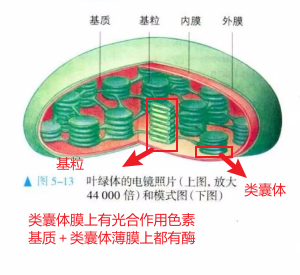 基质 基粒 内膜 外膜
基粒
类囊体
▲ 图 5-13 叶绿体的电镜照片(上图，放大
44 000 倍)和模式图(下图)
类囊体膜上有光合作用色素
基质+类囊体薄膜上都有酶